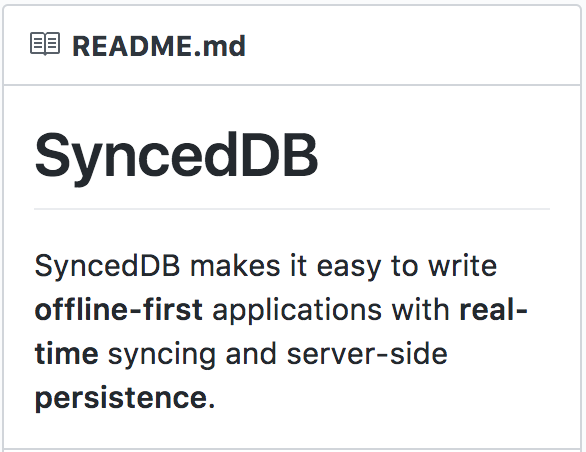 README.md
SyncedDB
SyncedDB makes it easy to write
offline-first applications with real-
time syncing and server-side
persistence.